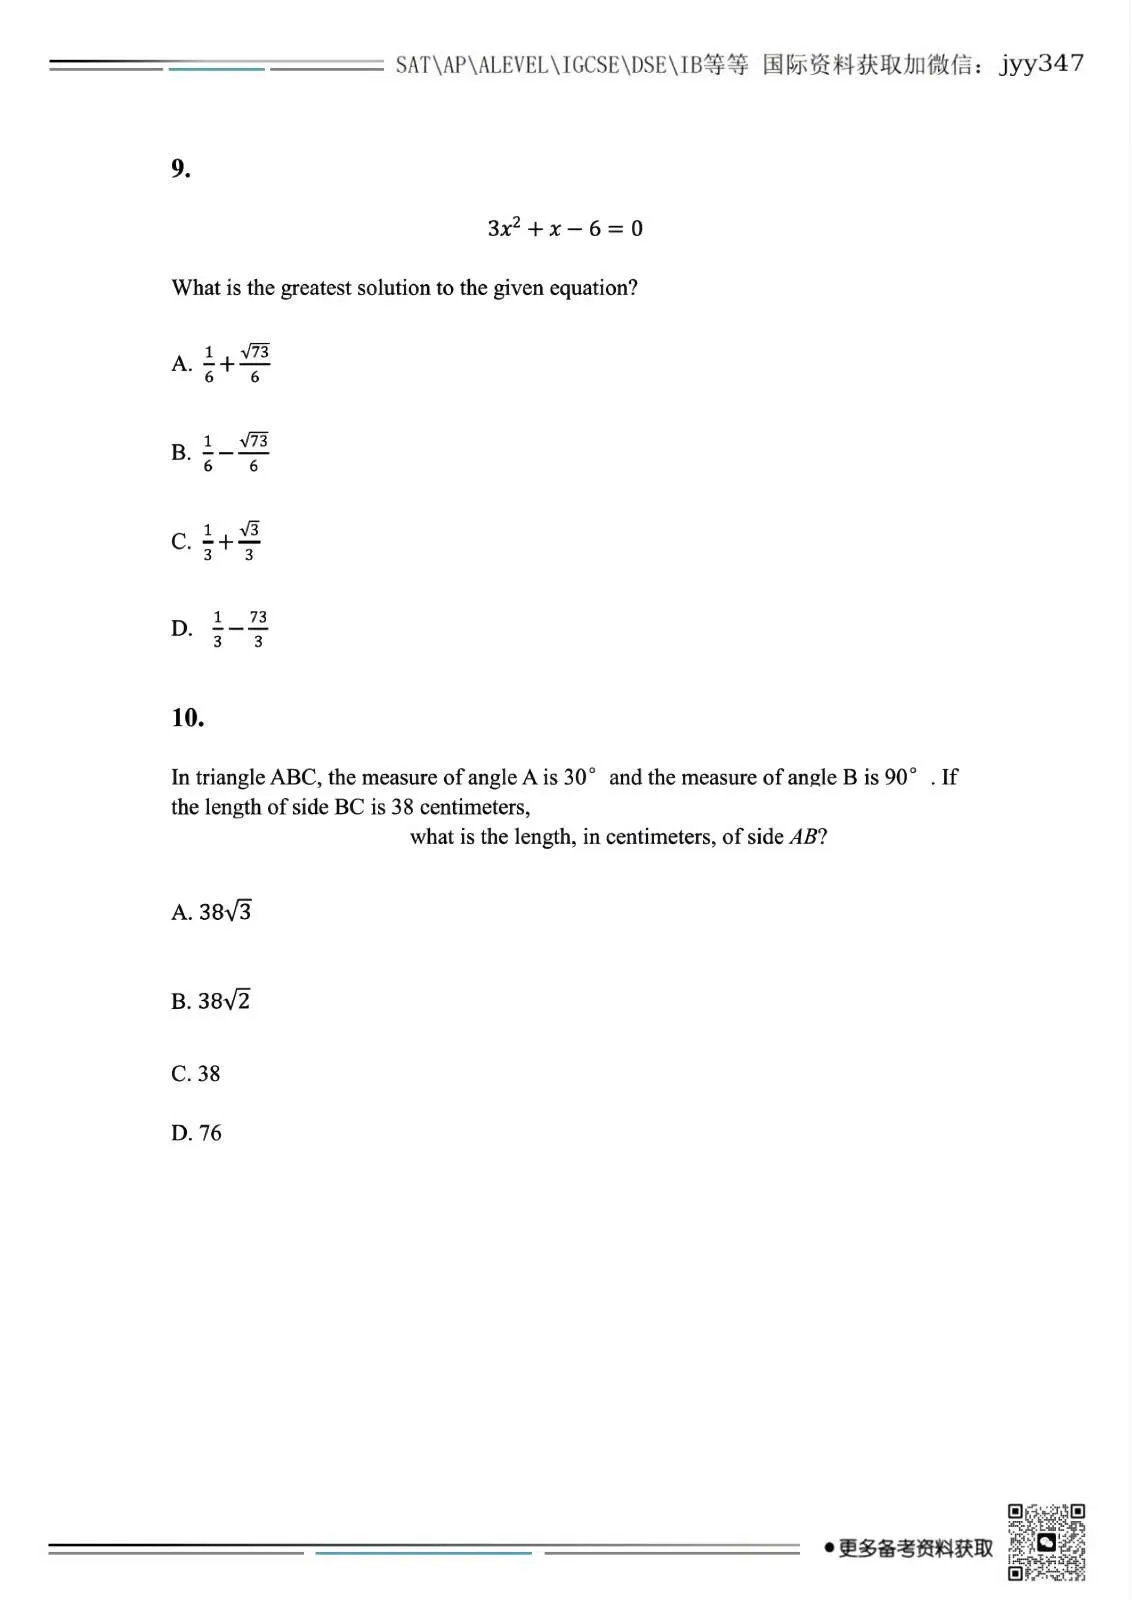 SAT\AP\ALEVEL\IGCSE\DSE\IB等等 国际资料获取加微信: jyy347
9.
3x² + x − 6 = 0
What is the greatest solution to the given equation?
A. 1/6 + √73/6
B. 1/6 − √73/6
C. 1/3 + √3/3
D. 1/3 − 73/3
10.
In triangle ABC, the measure of angle A is 30° and the measure of angle B is 90° . If
the length of side BC is 38 centimeters,
what is the length, in centimeters, of side AB?
A. 38√3
B. 38√2
C. 38
D. 76
•更多备考资料获取